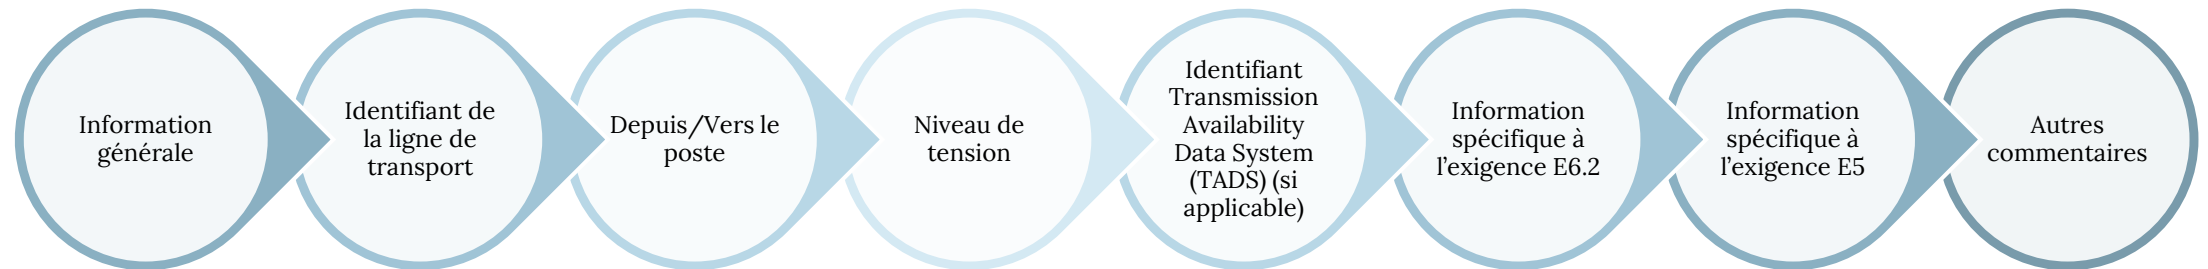 Information
générale
Identifiant de
la ligne de
transport
Depuis/Vers le
poste
Niveau de
tension
Identifiant
Transmission
Availability
Data System
(TADS) (si
applicable)
Information
spécifique à
l'exigence E6.2
Information
spécifique à
l'exigence E5
Autres
commentaires